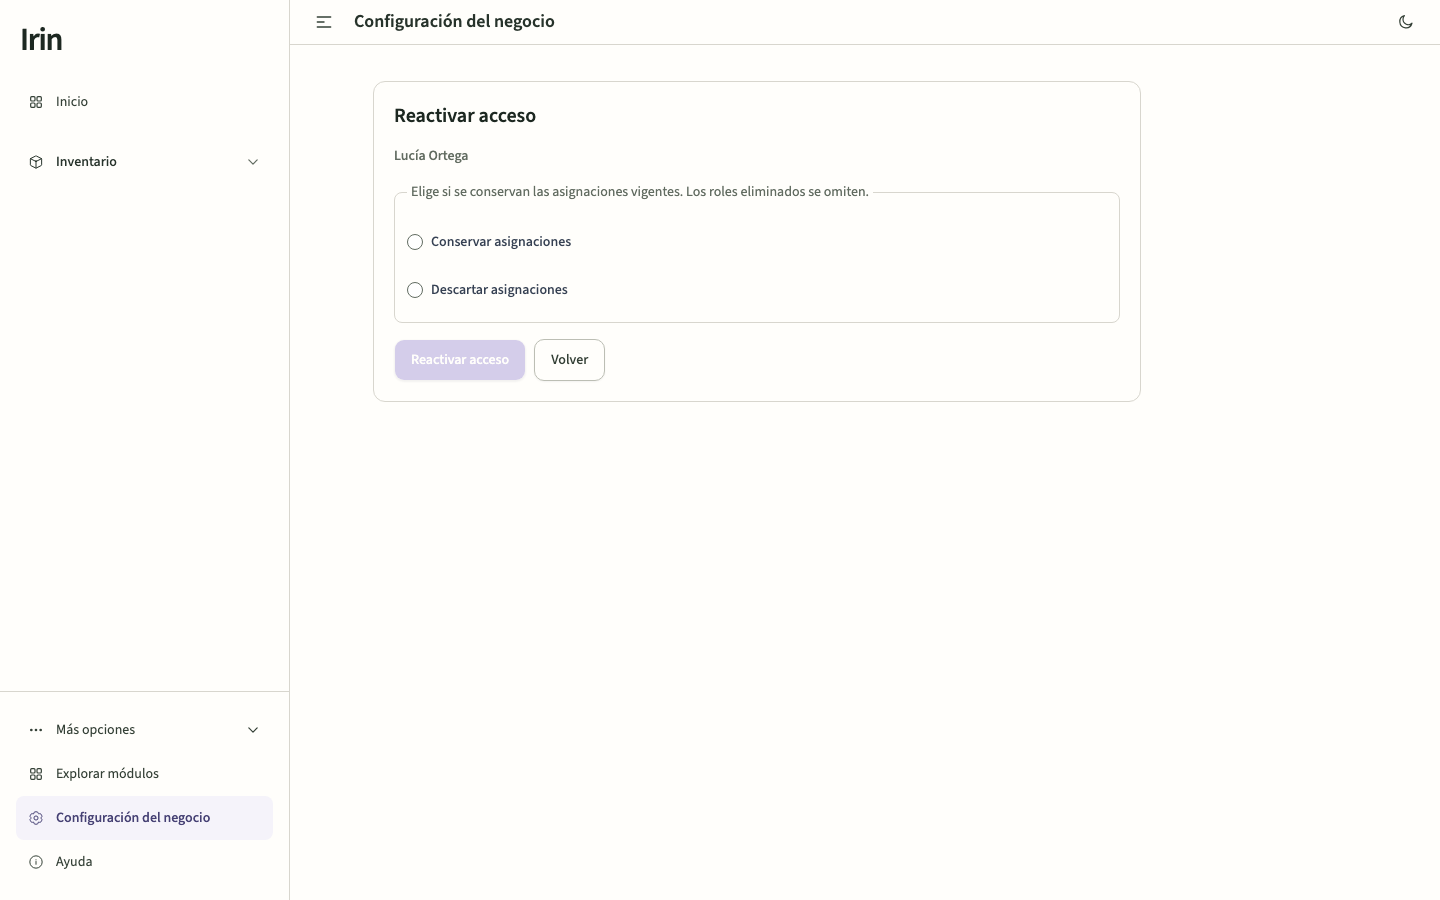 Irin
Inicio
Inventario
Más opciones
Explorar módulos
Configuración del negocio
Ayuda
Configuración del negocio
Reactivar acceso
Lucía Ortega
Elige si se conservan las asignaciones vigentes. Los roles eliminados se omiten.
Conservar asignaciones
Descartar asignaciones
Reactivar acceso
Volver